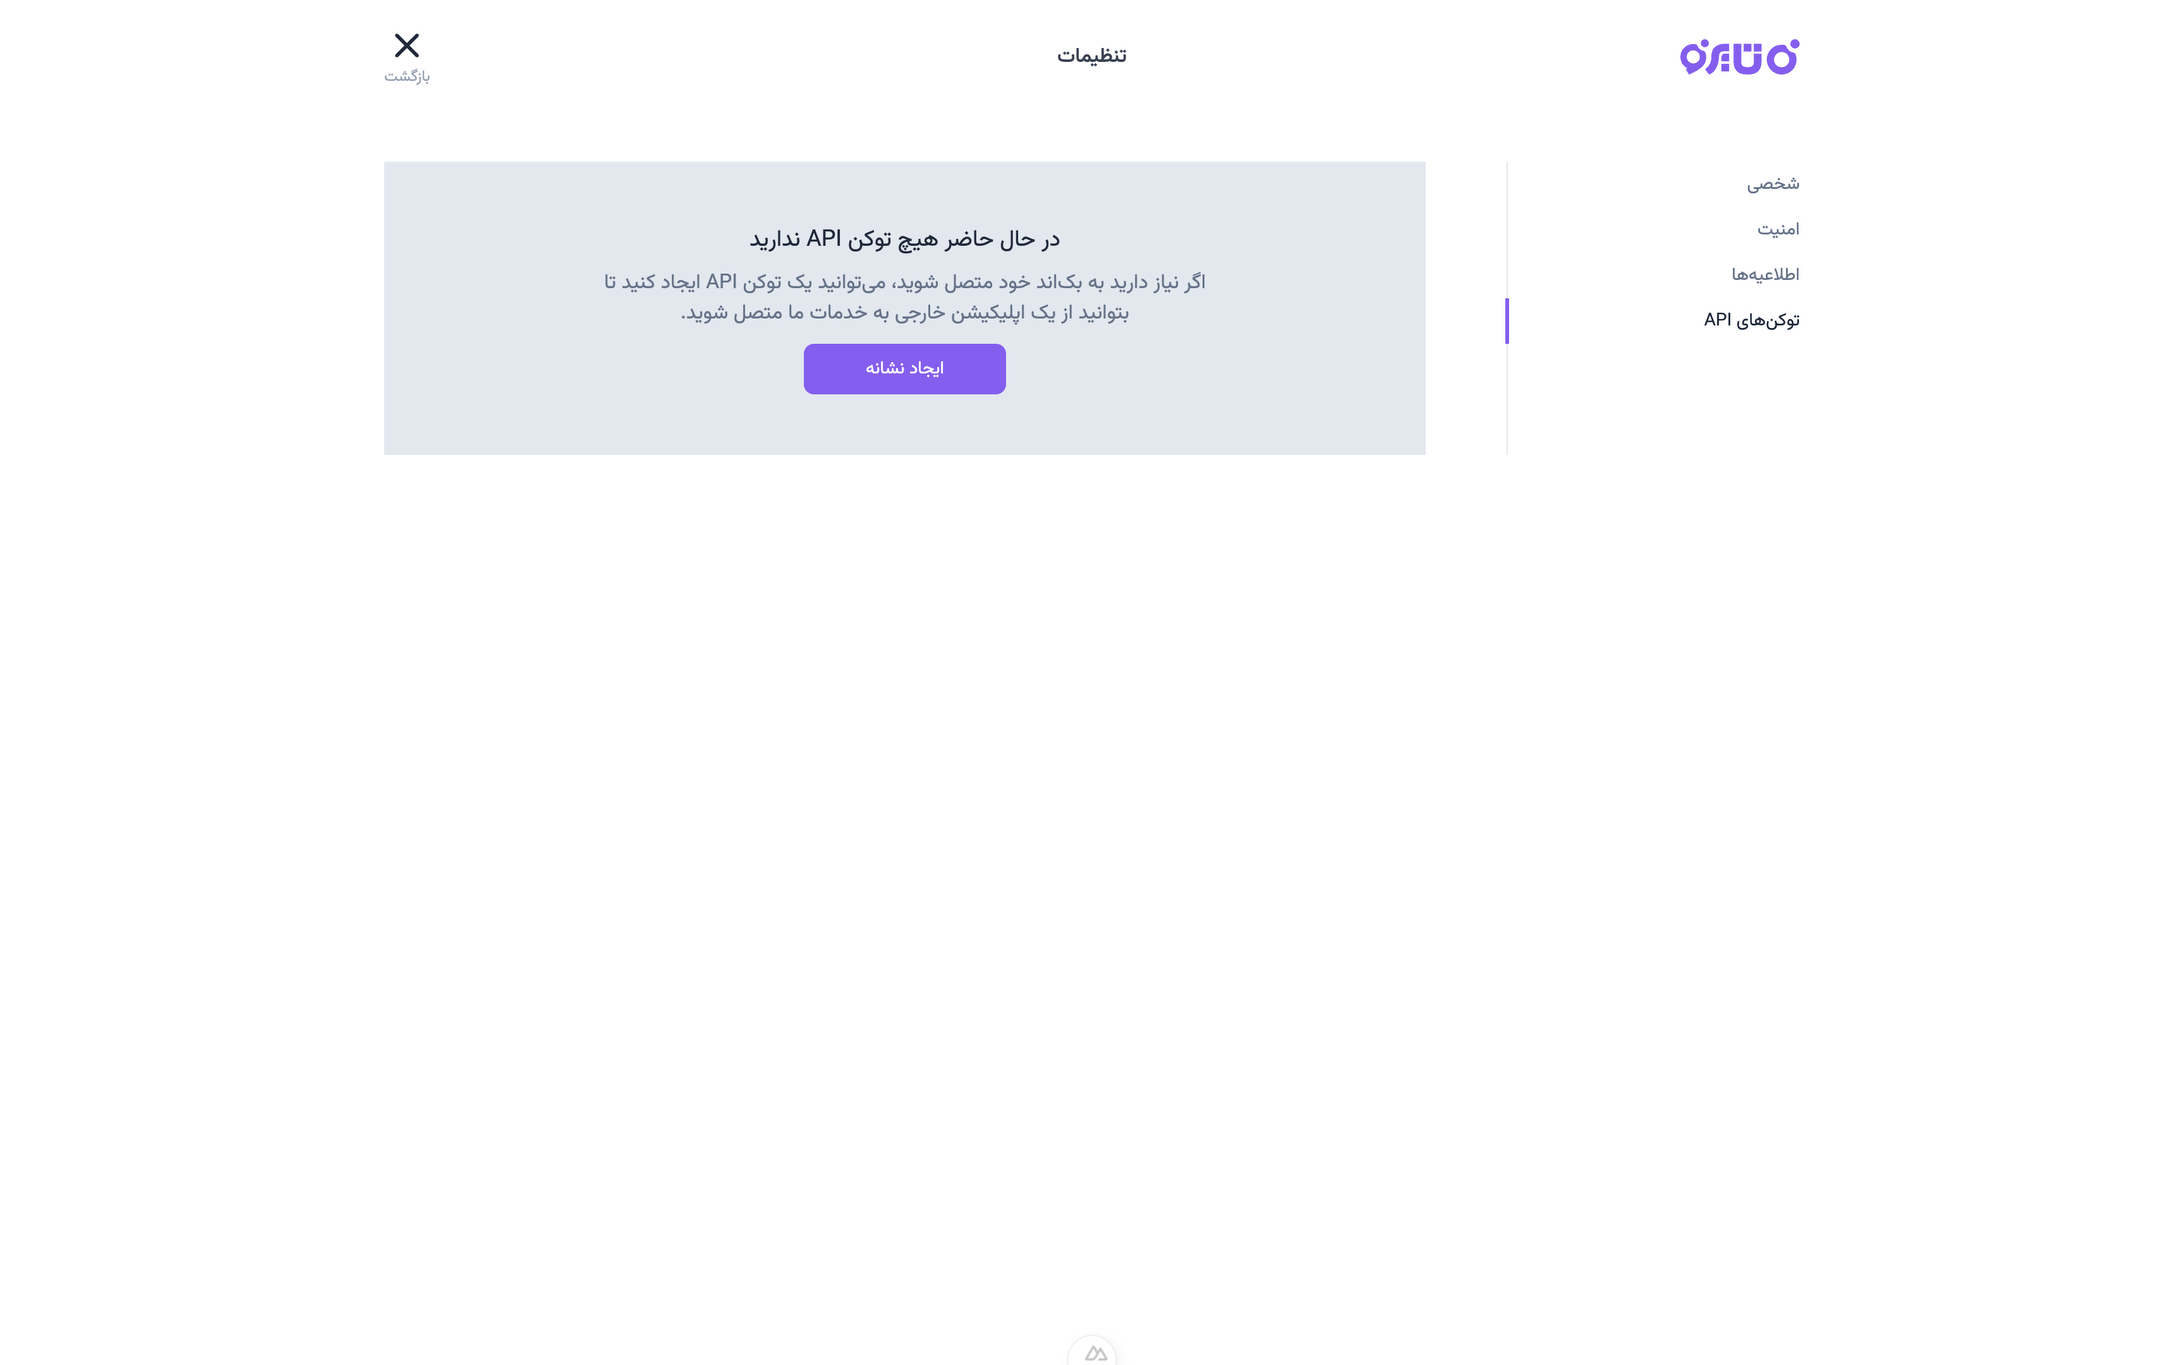 تنظیمات
بازگشت
شخصی
امنیت
اطلاعیه‌ها
توکن‌های API
در حال حاضر هیچ توکن API ندارید
اگر نیاز دارید به بک‌اند خود متصل شوید، می‌توانید یک توکن API ایجاد کنید تا
بتوانید از یک اپلیکیشن خارجی به خدمات ما متصل شوید.
ایجاد نشانه